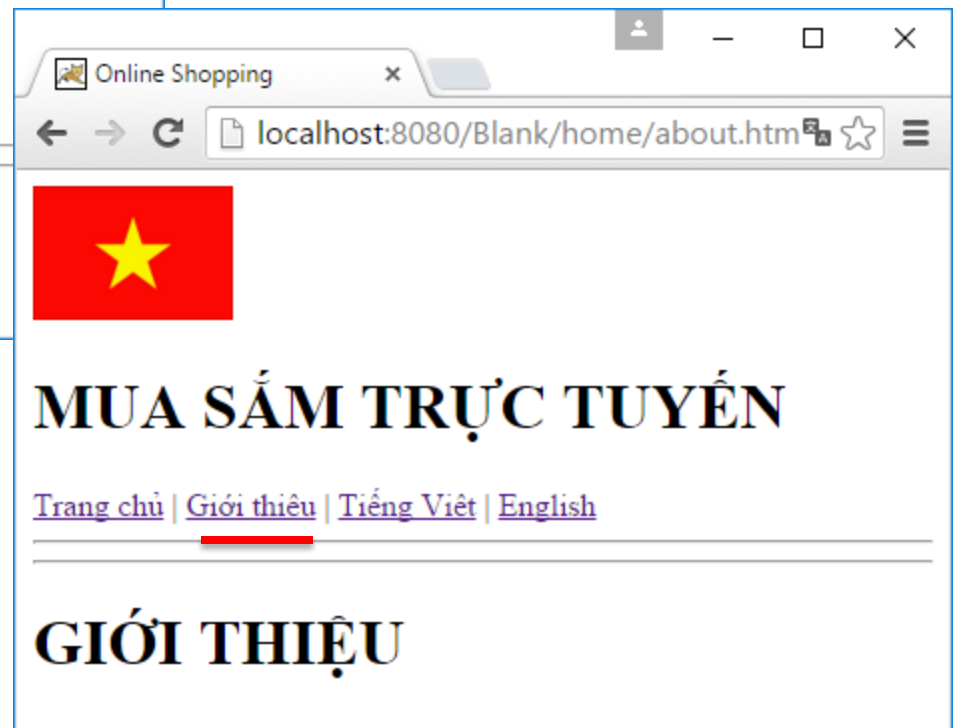 Online Shopping
localhost:8080/Blank/home/about.htm
MUA SẮM TRỰC TUYẾN
Trang chủ | Giới thiêu | Tiếng Viêt | English
GIỚI THIỆU